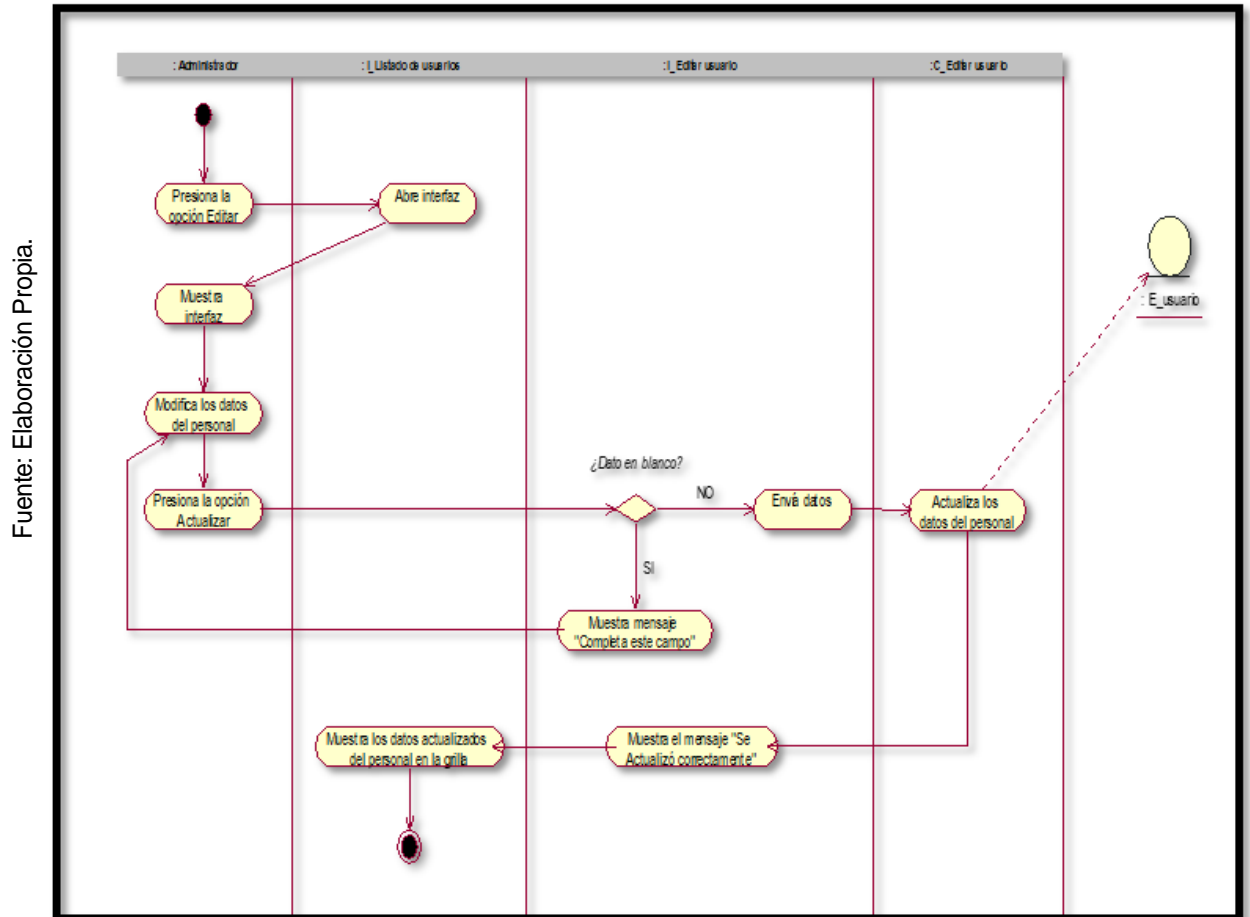 Fuente: Elaboración Propia.
: Administrador
: I_Listado de usuarios
: I_Editar usuario
: C_Editar usuario
Presiona la
opción Editar
Abre interfaz
Muestra
interfaz
: E_usuario
Modifica los datos
del personal
¿Dato en blanco?
Presiona la opción
Actualizar
NO
Envía datos
Actualiza los
datos del personal
SI
Muestra mensaje
"Completa este campo"
Muestra los datos actualizados
del personal en la grilla
Muestra el mensaje "Se
Actualizó correctamente"